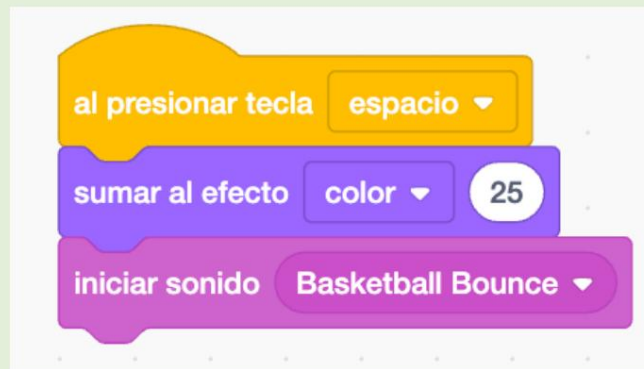 al presionar tecla espacio
sumar al efecto color 25
iniciar sonido Basketball Bounce